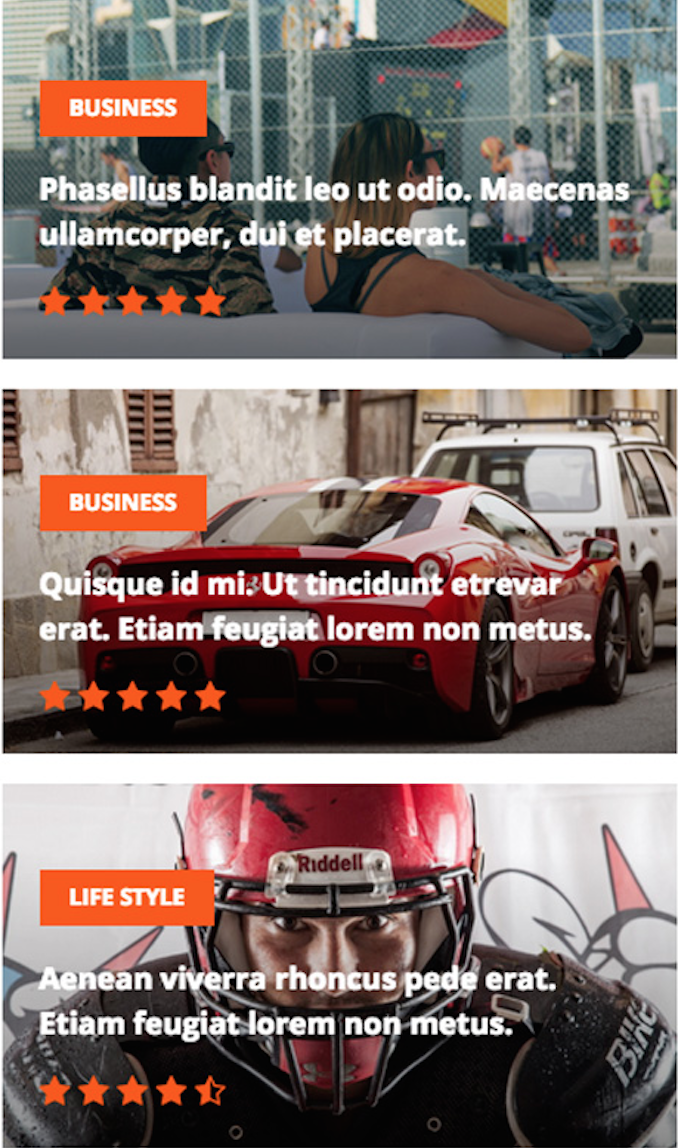 BUSINESS
Phasellus blandit leo ut odio. Maecenas
ullamcorper, dui et placerat.
BUSINESS
Quisque id mi. Ut tincidunt etrevar
erat. Etiam feugiat lorem non metus.
Riddell
LIFE STYLE
Aenean viverra rhoncus pede erat.
Etiam feugiat lorem non metus.